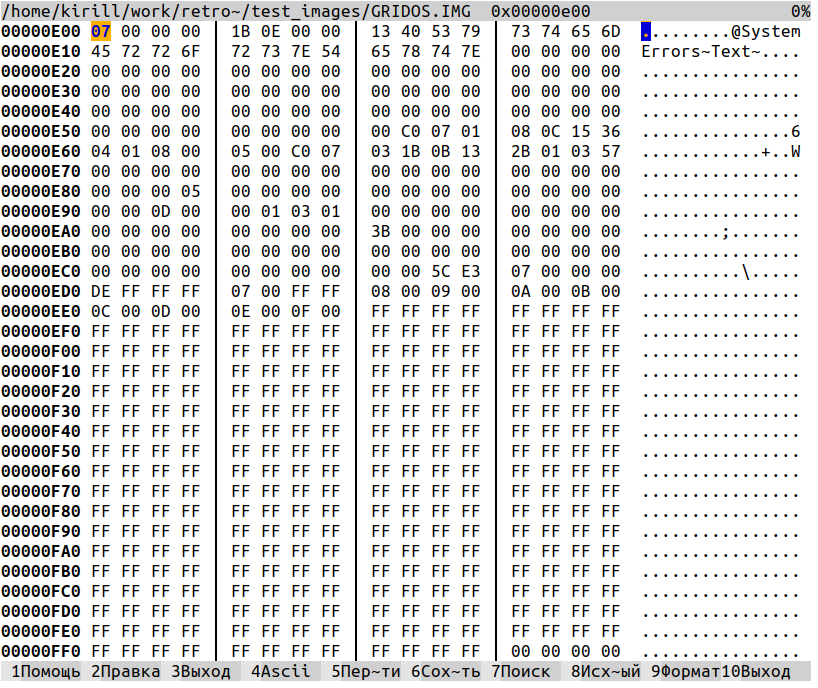 /home/kirill/work/retro~/test_images/GRIDOS.IMG 0x00000e00 0%
00000E00 07 00 00 00 1B 0E 00 00 13 40 53 79 73 74 65 6D .........@System
00000E10 45 72 72 6F 72 73 7E 54 65 78 74 7E 00 00 00 00 Errors~Text~....
00000E20 00 00 00 00 00 00 00 00 00 00 00 00 00 00 00 00 ................
00000E30 00 00 00 00 00 00 00 00 00 00 00 00 00 00 00 00 ................
00000E40 00 00 00 00 00 00 00 00 00 00 00 00 00 00 00 00 ................
00000E50 00 00 00 00 00 00 00 00 00 C0 07 01 08 0C 15 36 ...............6
00000E60 04 01 08 00 05 00 C0 07 03 1B 0B 13 2B 01 03 57 ............+..W
00000E70 00 00 00 00 00 00 00 00 00 00 00 00 00 00 00 00 ................
00000E80 00 00 00 05 00 00 00 00 00 00 00 00 00 00 00 00 ................
00000E90 00 00 0D 00 00 01 03 01 00 00 00 00 00 00 00 00 ................
00000EA0 00 00 00 00 00 00 00 00 3B 00 00 00 00 00 00 00 ........;.......
00000EB0 00 00 00 00 00 00 00 00 00 00 00 00 00 00 00 00 ................
00000EC0 00 00 00 00 00 00 00 00 00 00 5C E3 07 00 00 00 ..........\.....
00000ED0 DE FF FF FF 07 00 FF FF 08 00 09 00 0A 00 0B 00 ................
00000EE0 0C 00 0D 00 0E 00 0F 00 FF FF FF FF FF FF FF FF ................
00000EF0 FF FF FF FF FF FF FF FF FF FF FF FF FF FF FF FF ................
00000F00 FF FF FF FF FF FF FF FF FF FF FF FF FF FF FF FF ................
00000F10 FF FF FF FF FF FF FF FF FF FF FF FF FF FF FF FF ................
00000F20 FF FF FF FF FF FF FF FF FF FF FF FF FF FF FF FF ................
00000F30 FF FF FF FF FF FF FF FF FF FF FF FF FF FF FF FF ................
00000F40 FF FF FF FF FF FF FF FF FF FF FF FF FF FF FF FF ................
00000F50 FF FF FF FF FF FF FF FF FF FF FF FF FF FF FF FF ................
00000F60 FF FF FF FF FF FF FF FF FF FF FF FF FF FF FF FF ................
00000F70 FF FF FF FF FF FF FF FF FF FF FF FF FF FF FF FF ................
00000F80 FF FF FF FF FF FF FF FF FF FF FF FF FF FF FF FF ................
00000F90 FF FF FF FF FF FF FF FF FF FF FF FF FF FF FF FF ................
00000FA0 FF FF FF FF FF FF FF FF FF FF FF FF FF FF FF FF ................
00000FB0 FF FF FF FF FF FF FF FF FF FF FF FF FF FF FF FF ................
00000FC0 FF FF FF FF FF FF FF FF FF FF FF FF FF FF FF FF ................
00000FD0 FF FF FF FF FF FF FF FF FF FF FF FF FF FF FF FF ................
00000FE0 FF FF FF FF FF FF FF FF FF FF FF FF FF FF FF FF ................
00000FF0 FF FF FF FF FF FF FF FF FF FF FF FF 00 00 00 00 ................
1Помощь 2Правка 3Выход 4Ascii 5Пер~ти 6Сох~ть 7Поиск 8Исх~ый 9Формат10Выход